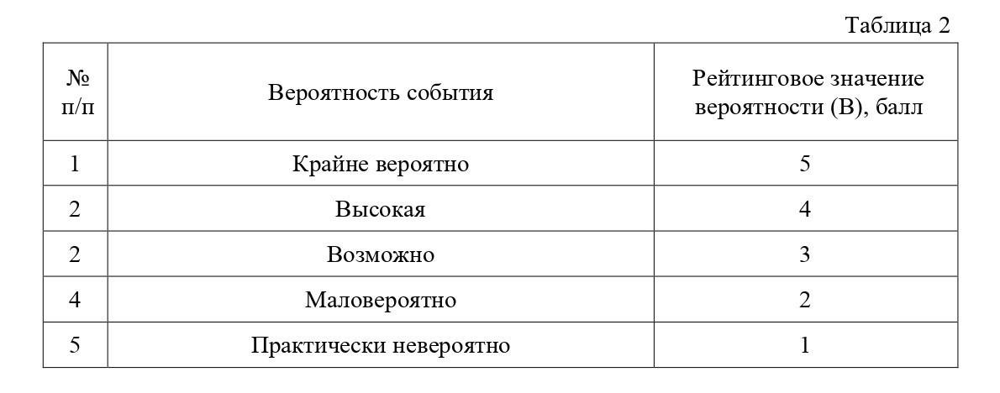 Таблица 2
№ п/п Вероятность события Рейтинговое значение вероятности (В), балл
1 Крайне вероятно 5
2 Высокая 4
2 Возможно 3
4 Маловероятно 2
5 Практически невероятно 1